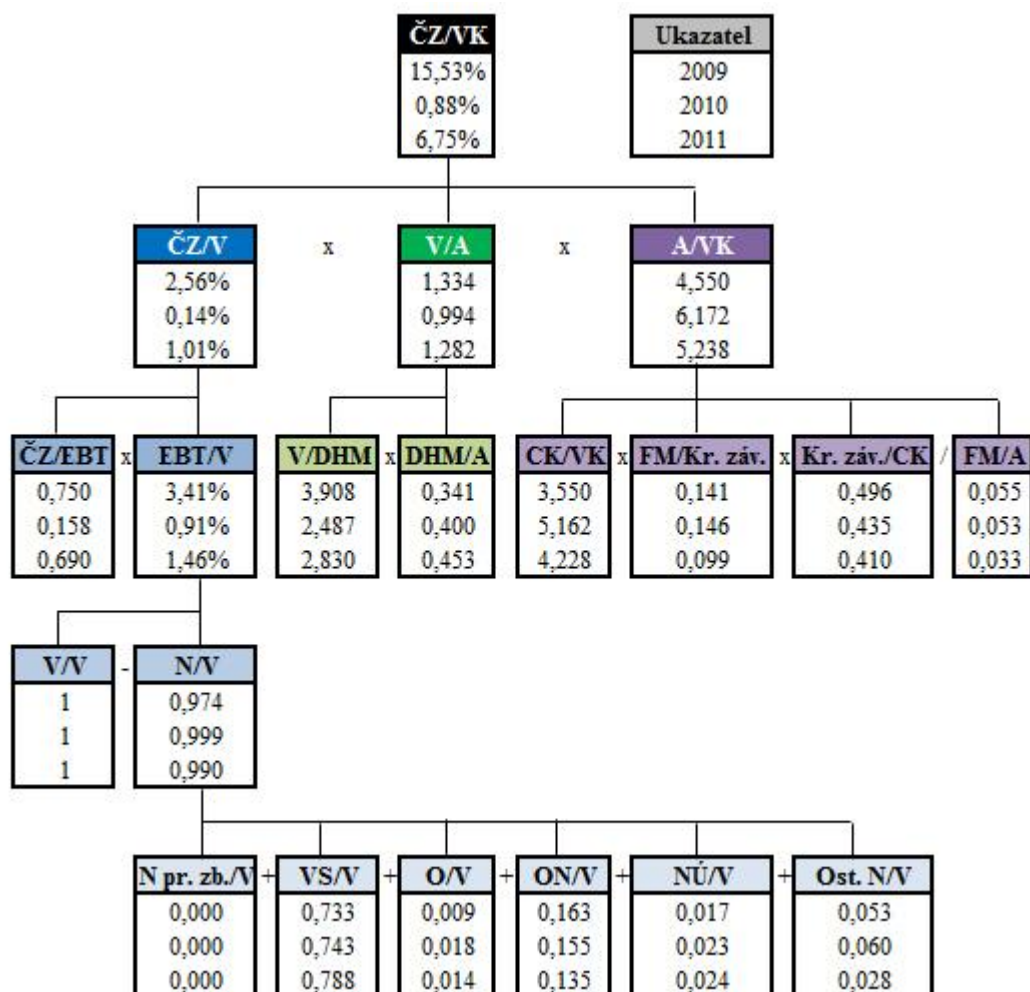 ČZ/VK
Ukazatel
15,53%
2009
0,88%
2010
6,75%
2011
ČZ/V x V/A x A/VK
2,56% 1,334 4,550
0,14% 0,994 6,172
1,01% 1,282 5,238
ČZ/EBT x EBT/V V/DHM x DHM/A CK/VK x FM/Kr. záv. x Kr. záv./CK / FM/A
0,750 3,41% 3,908 0,341 3,550 0,141 0,496 0,055
0,158 0,91% 2,487 0,400 5,162 0,146 0,435 0,053
0,690 1,46% 2,830 0,453 4,228 0,099 0,410 0,033
V/V - N/V
1 0,974
1 0,999
1 0,990
N pr. zb./V + VS/V + O/V + ON/V + NÚ/V + Ost. N/V
0,000 0,733 0,009 0,163 0,017 0,053
0,000 0,743 0,018 0,155 0,023 0,060
0,000 0,788 0,014 0,135 0,024 0,028